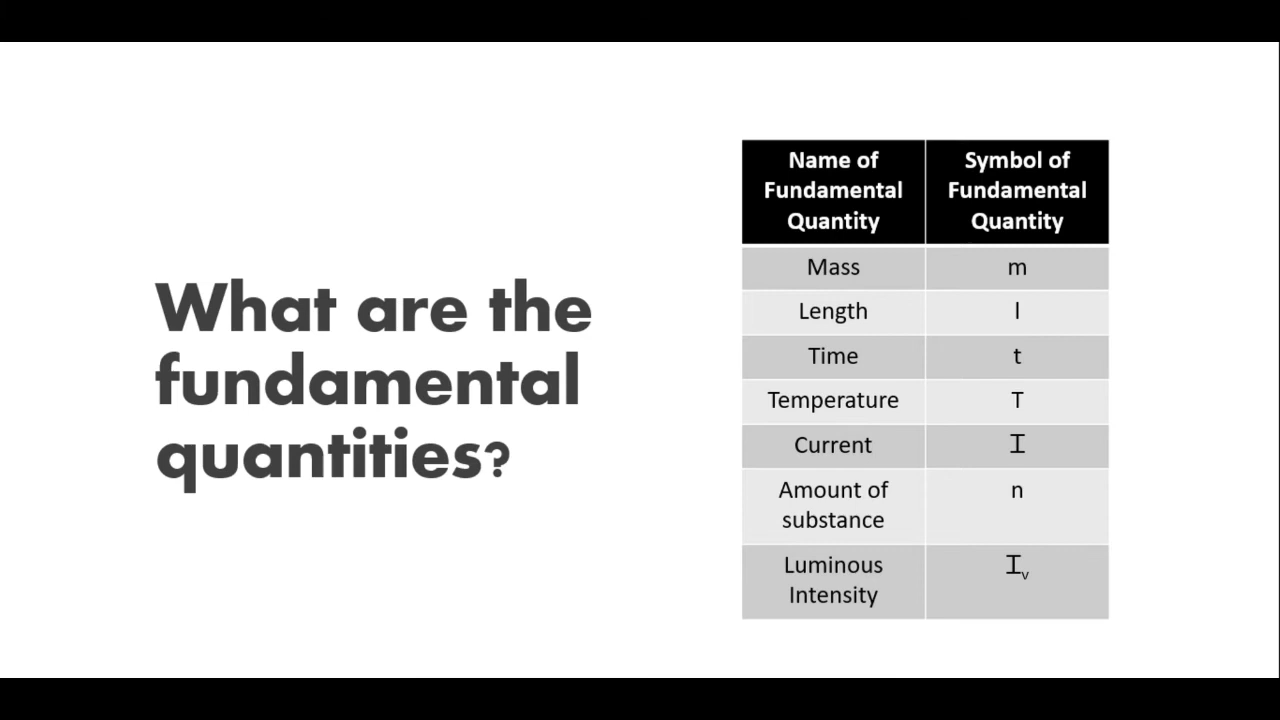 What are the
fundamental
quantities?
Name of
Fundamental
Quantity
Symbol of
Fundamental
Quantity
Mass m
Length l
Time t
Temperature T
Current I
Amount of
substance
n
Luminous
Intensity
Iv